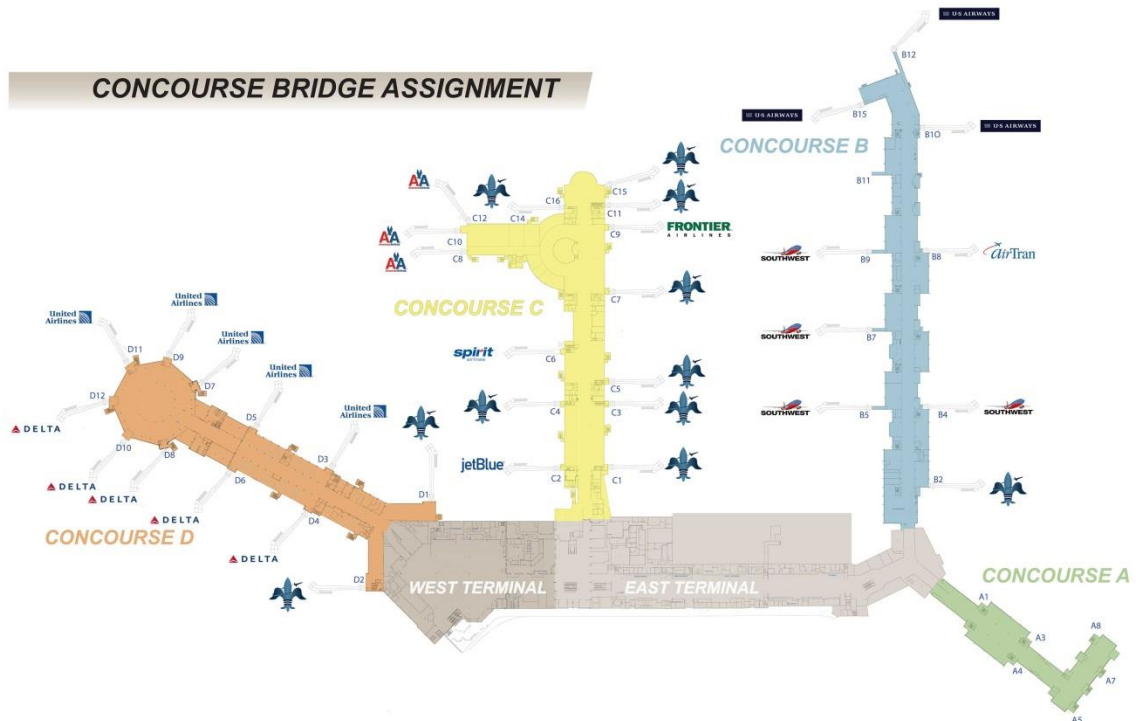 CONCOURSE BRIDGE ASSIGNMENT
U·S AIRWAYS
B12
U·S AIRWAYS
B15
B10
U·S AIRWAYS
CONCOURSE B
B11
SOUTHWEST
B9
B8
airTran
SOUTHWEST
B7
SOUTHWEST
B5
B4
SOUTHWEST
B2
AA
C12
C14
C16
C15
C11
AA
C10
C9
FRONTIER
AIRLINES
AA
C8
CONCOURSE C
C7
spirit
C6
C5
C4
C3
jetBlue
C2
C1
United
Airlines
D11
D9
United
Airlines
D7
United
Airlines
D5
United
Airlines
D3
United
Airlines
D1
D12
DELTA
D10
DELTA
D8
DELTA
D6
DELTA
D4
DELTA
D2
CONCOURSE D
WEST TERMINAL
EAST TERMINAL
CONCOURSE A
A1
A3
A4
A8
A7
A5